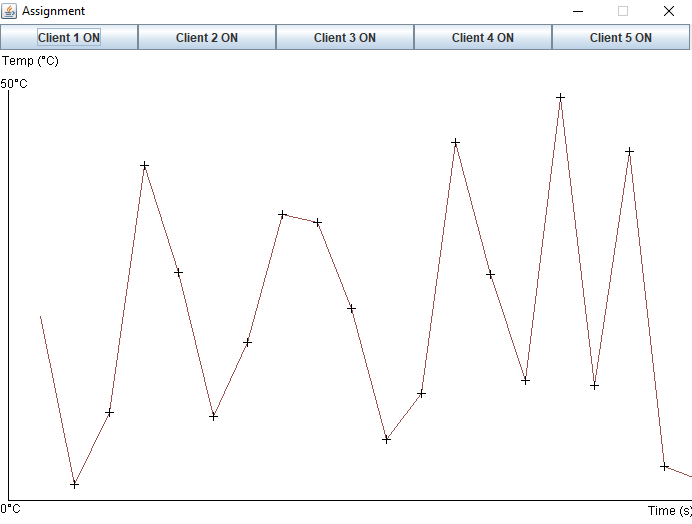 Assignment
Client 1 ON Client 2 ON Client 3 ON Client 4 ON Client 5 ON
Temp (°C)
50°C
0°C
Time (s)